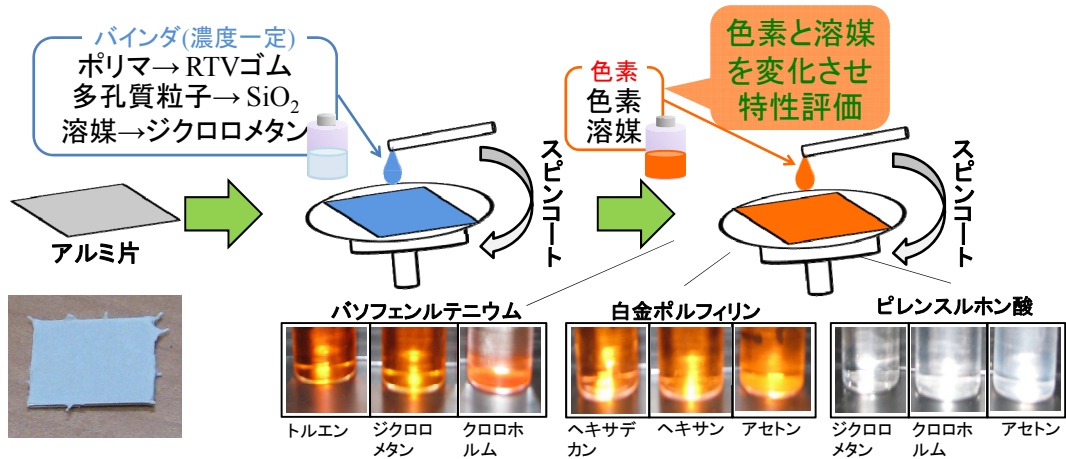 バインダ(濃度一定)
ポリマ→ RTVゴム
多孔質粒子→ SiO₂
溶媒→ジクロロメタン
色素
色素
溶媒
色素と溶媒
を変化させ
特性評価
スピンコート
スピンコート
アルミ片
バソフェンルテニウム
白金ポルフィリン
ピレンスルホン酸
トルエン
ジクロロ
メタン
クロロホ
ルム
ヘキサデ
カン
ヘキサン
アセトン
ジクロロ
メタン
クロロホ
ルム
アセトン